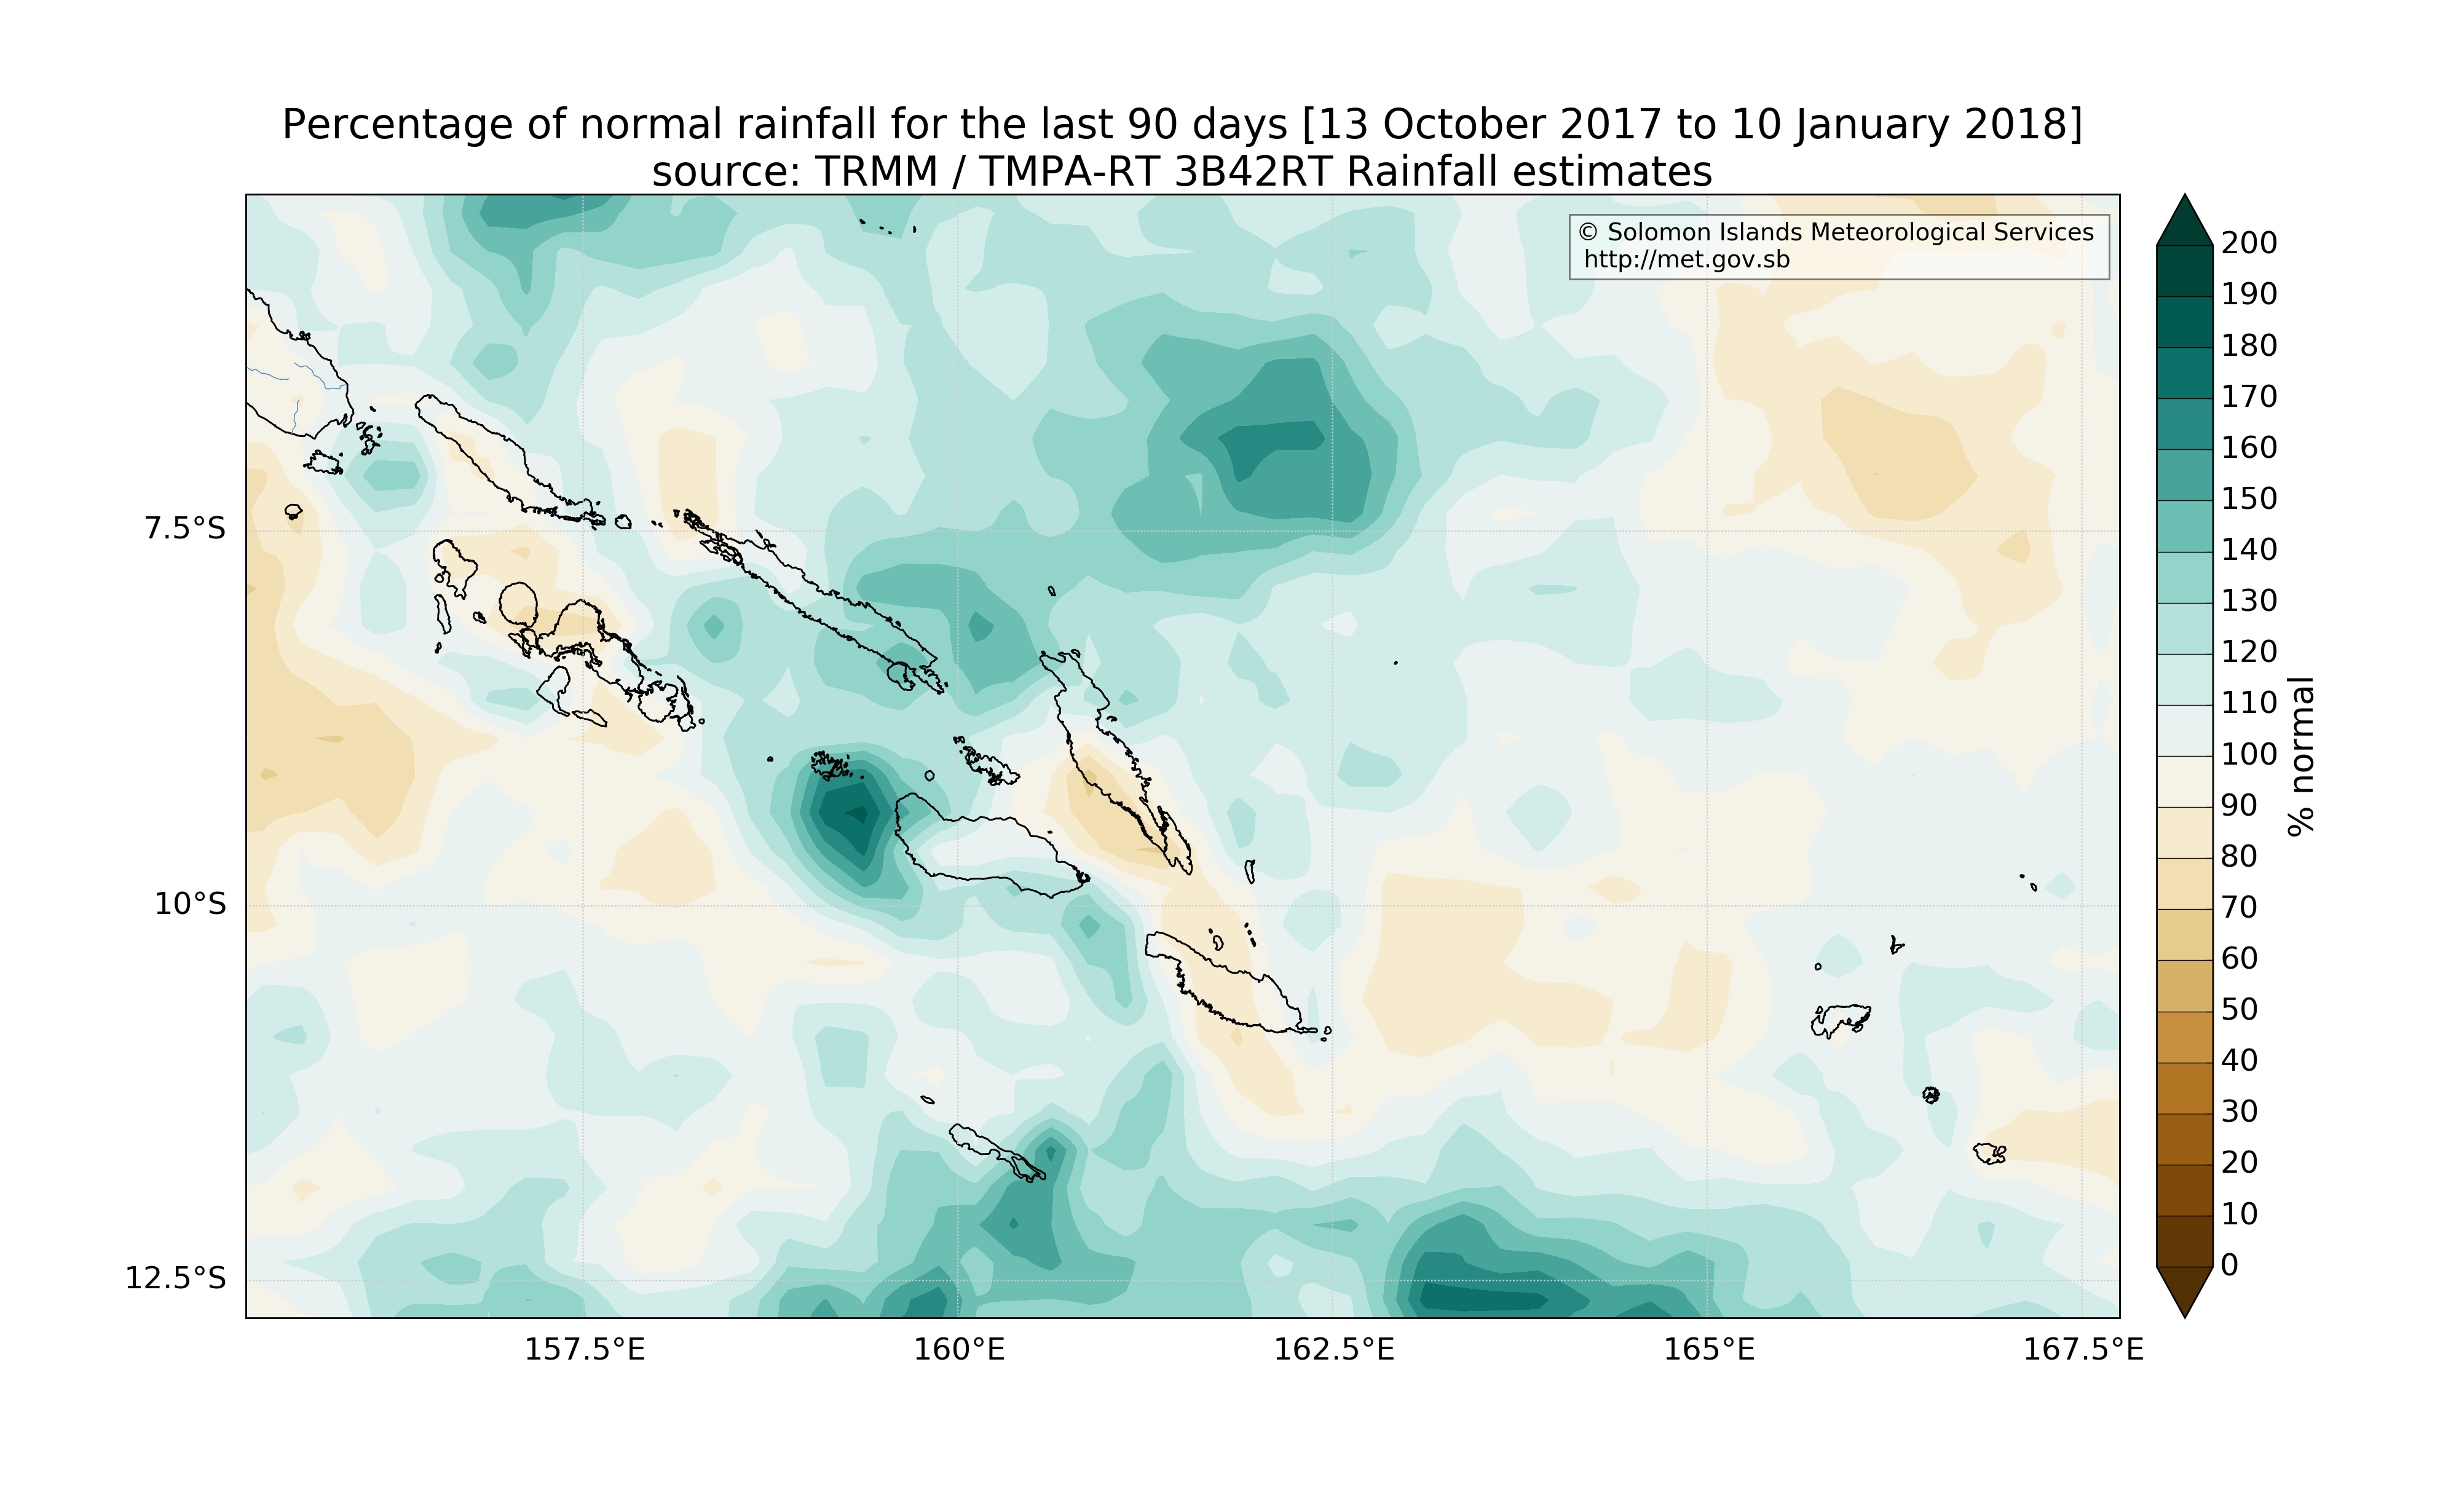 Percentage of normal rainfall for the last 90 days [13 October 2017 to 10 January 2018]
source: TRMM / TMPA-RT 3B42RT Rainfall estimates
© Solomon Islands Meteorological Services
http://met.gov.sb
7.5°S
10°S
12.5°S
157.5°E
160°E
162.5°E
165°E
167.5°E
200
190
180
170
160
150
140
130
120
110
100
90
80
70
60
50
40
30
20
10
0
% normal